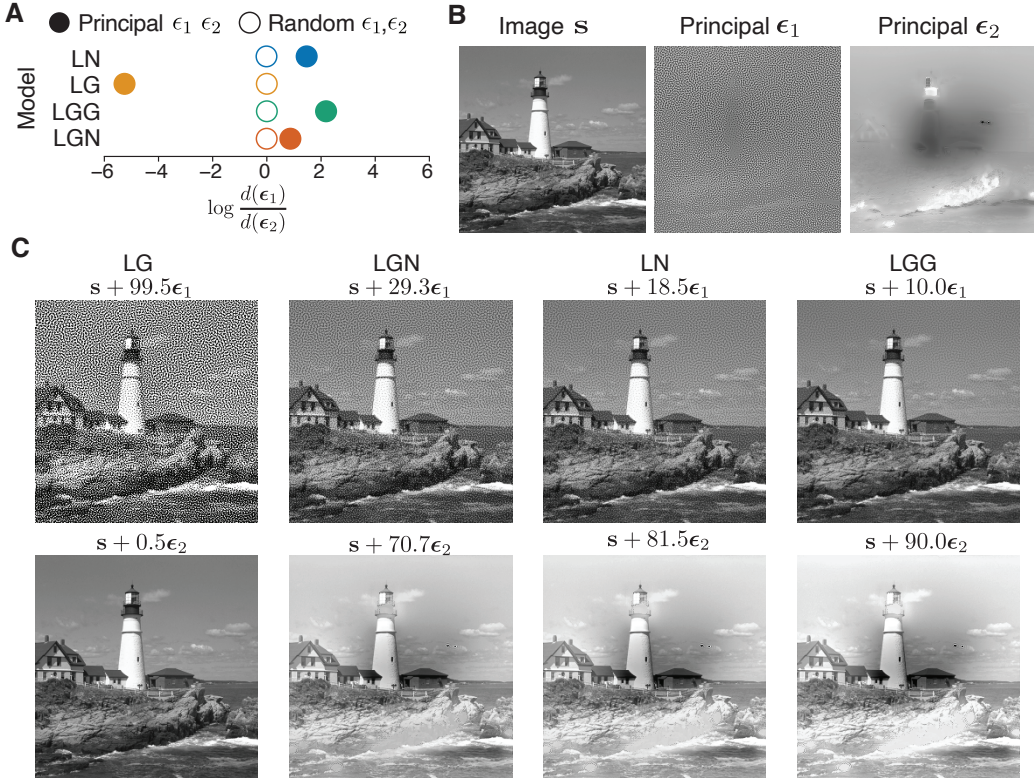 A
Principal ϵ₁ ϵ₂
Random ϵ₁,ϵ₂
Model
LN
LG
LGG
LGN
−6 −4 −2 0 2 4 6
log d(ϵ₁)/d(ϵ₂)
B
Image s
Principal ϵ₁
Principal ϵ₂
C
LG LGN LN LGG
s + 99.5ϵ₁ s + 29.3ϵ₁ s + 18.5ϵ₁ s + 10.0ϵ₁
s + 0.5ϵ₂ s + 70.7ϵ₂ s + 81.5ϵ₂ s + 90.0ϵ₂